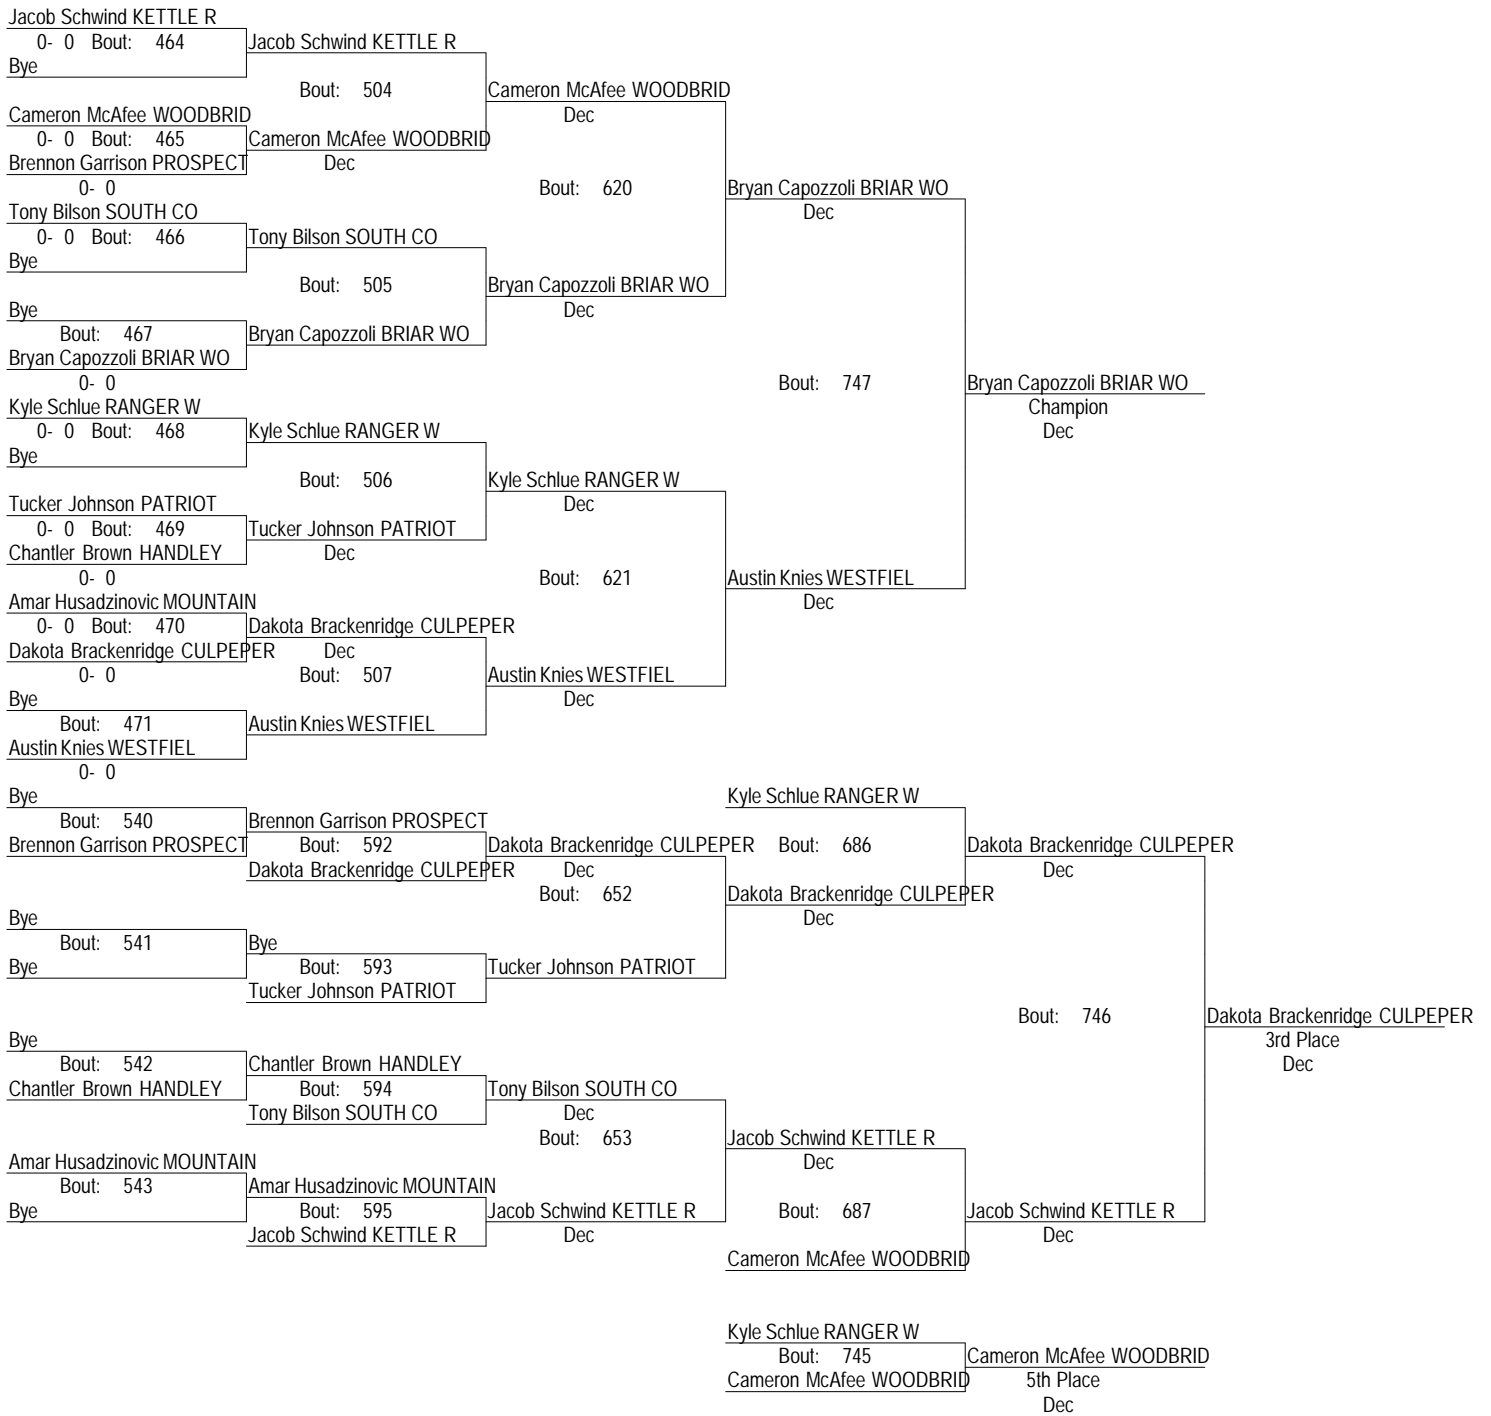 Jacob Schwind KETTLE R
0- 0 Bout: 464 Jacob Schwind KETTLE R
Bye
Bout: 504 Cameron McAfee WOODBRID
Cameron McAfee WOODBRID Dec
0- 0 Bout: 465 Cameron McAfee WOODBRID
Brennon Garrison PROSPECT Dec
0- 0 Bout: 620 Bryan Capozzoli BRIAR WO
Tony Bilson SOUTH CO Dec
0- 0 Bout: 466 Tony Bilson SOUTH CO
Bye
Bout: 505 Bryan Capozzoli BRIAR WO
Bye Dec
Bout: 467 Bryan Capozzoli BRIAR WO
Bryan Capozzoli BRIAR WO
0- 0 Bout: 747 Bryan Capozzoli BRIAR WO
Kyle Schlue RANGER W Champion
0- 0 Bout: 468 Kyle Schlue RANGER W Dec
Bye
Bout: 506 Kyle Schlue RANGER W
Tucker Johnson PATRIOT Dec
0- 0 Bout: 469 Tucker Johnson PATRIOT
Chantler Brown HANDLEY Dec
0- 0 Bout: 621 Austin Knies WESTFIEL
Amar Husadzinovic MOUNTAIN Dec
0- 0 Bout: 470 Dakota Brackenridge CULPEPER
Dakota Brackenridge CULPEPER Dec
0- 0 Bout: 507 Austin Knies WESTFIEL
Bye Dec
Bout: 471 Austin Knies WESTFIEL
Austin Knies WESTFIEL
0- 0
Bye Kyle Schlue RANGER W
Bout: 540 Brennon Garrison PROSPECT
Brennon Garrison PROSPECT Bout: 592 Dakota Brackenridge CULPEPER Bout: 686 Dakota Brackenridge CULPEPER
Dakota Brackenridge CULPEPER Dec Dec
Bout: 652 Dakota Brackenridge CULPEPER
Bye Dec
Bout: 541 Bye
Bye Bout: 593 Tucker Johnson PATRIOT
Tucker Johnson PATRIOT
Bout: 746 Dakota Brackenridge CULPEPER
Bye 3rd Place
Bout: 542 Chantler Brown HANDLEY Dec
Chantler Brown HANDLEY Bout: 594 Tony Bilson SOUTH CO
Tony Bilson SOUTH CO Dec
Bout: 653 Jacob Schwind KETTLE R
Amar Husadzinovic MOUNTAIN Dec
Bout: 543 Amar Husadzinovic MOUNTAIN
Bye Bout: 595 Jacob Schwind KETTLE R Bout: 687 Jacob Schwind KETTLE R
Jacob Schwind KETTLE R Dec Dec
Cameron McAfee WOODBRID
Kyle Schlue RANGER W
Bout: 745 Cameron McAfee WOODBRID
Cameron McAfee WOODBRID 5th Place
Dec